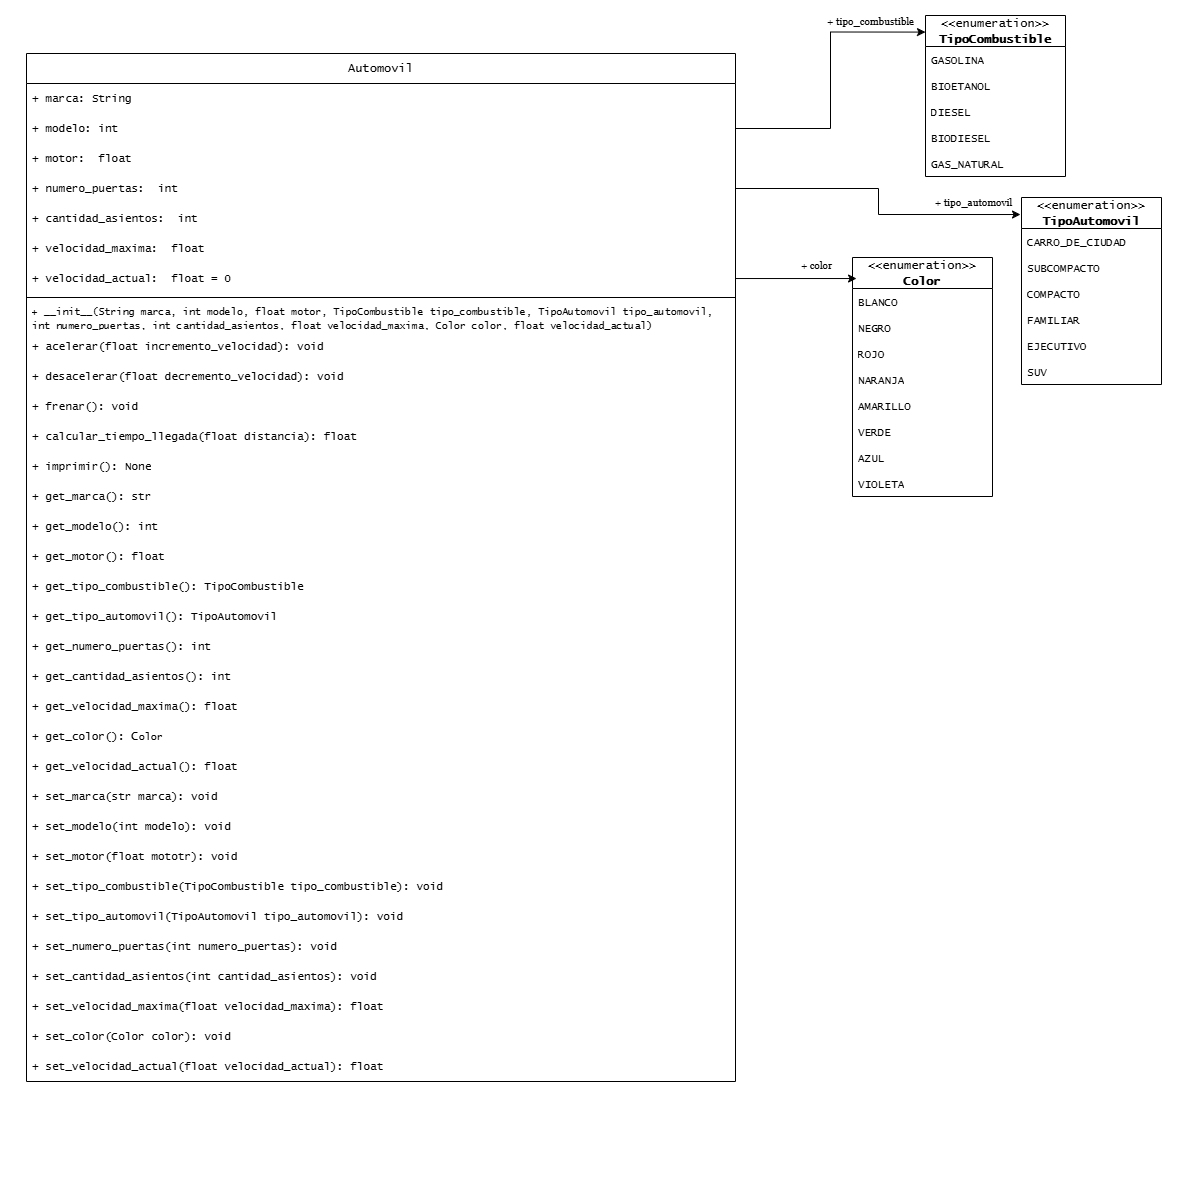 Automovil
+ marca: String
+ modelo: int
+ motor:  float
+ numero_puertas:  int
+ cantidad_asientos:  int
+ velocidad_maxima:  float
+ velocidad_actual:  float = 0
+ __init__(String marca, int modelo, float motor, TipoCombustible tipo_combustible, TipoAutomovil tipo_automovil,
int numero_puertas, int cantidad_asientos, float velocidad_maxima, Color color, float velocidad_actual)
+ acelerar(float incremento_velocidad): void
+ desacelerar(float decremento_velocidad): void
+ frenar(): void
+ calcular_tiempo_llegada(float distancia): float
+ imprimir(): None
+ get_marca(): str
+ get_modelo(): int
+ get_motor(): float
+ get_tipo_combustible(): TipoCombustible
+ get_tipo_automovil(): TipoAutomovil
+ get_numero_puertas(): int
+ get_cantidad_asientos(): int
+ get_velocidad_maxima(): float
+ get_color(): Color
+ get_velocidad_actual(): float
+ set_marca(str marca): void
+ set_modelo(int modelo): void
+ set_motor(float mototr): void
+ set_tipo_combustible(TipoCombustible tipo_combustible): void
+ set_tipo_automovil(TipoAutomovil tipo_automovil): void
+ set_numero_puertas(int numero_puertas): void
+ set_cantidad_asientos(int cantidad_asientos): void
+ set_velocidad_maxima(float velocidad_maxima): float
+ set_color(Color color): void
+ set_velocidad_actual(float velocidad_actual): float
+ tipo_combustible
<<enumeration>>
TipoCombustible
GASOLINA
BIOETANOL
DIESEL
BIODIESEL
GAS_NATURAL
+ tipo_automovil
<<enumeration>>
TipoAutomovil
CARRO_DE_CIUDAD
SUBCOMPACTO
COMPACTO
FAMILIAR
EJECUTIVO
SUV
+ color
<<enumeration>>
Color
BLANCO
NEGRO
ROJO
NARANJA
AMARILLO
VERDE
AZUL
VIOLETA